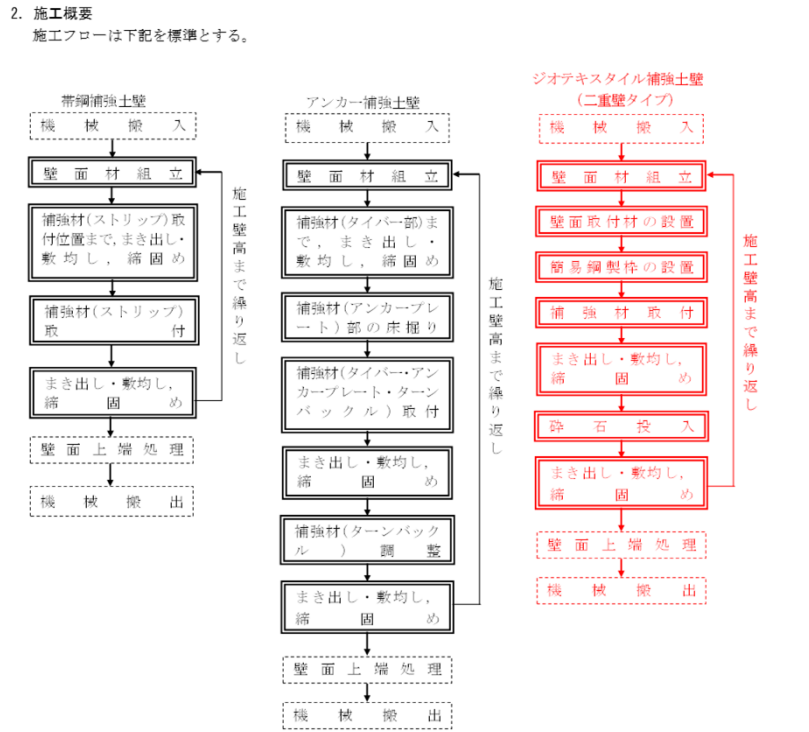 2. 施工概要
施工フローは下記を標準とする。
帯鋼補強土壁
機械搬入
壁面材組立
補強材(ストリップ)取
付位置まで,まき出し・
敷均し,締固め
補強材(ストリップ)
取付
まき出し・敷均し,
締固め
壁面上端処理
機械搬出
施工壁高まで繰り返し
アンカー補強土壁
機械搬入
壁面材組立
補強材(タイバー部)ま
で,まき出し・
敷均し,締固め
補強材(アンカープレ
ート)部の床掘り
補強材(タイバー・アン
カープレート・ターン
バックル)取付
まき出し・敷均し,
締固め
補強材(ターンバック
ル)調整
まき出し・敷均し,
締固め
壁面上端処理
機械搬出
施工壁高まで繰り返し
ジオテキスタイル補強土壁
(二重壁タイプ)
機械搬入
壁面材組立
壁面取付材の設置
簡易鋼製枠の設置
補強材取付
まき出し・敷均し,
締固め
砕石投入
まき出し・敷均し,
締固め
壁面上端処理
機械搬出
施工壁高まで繰り返し